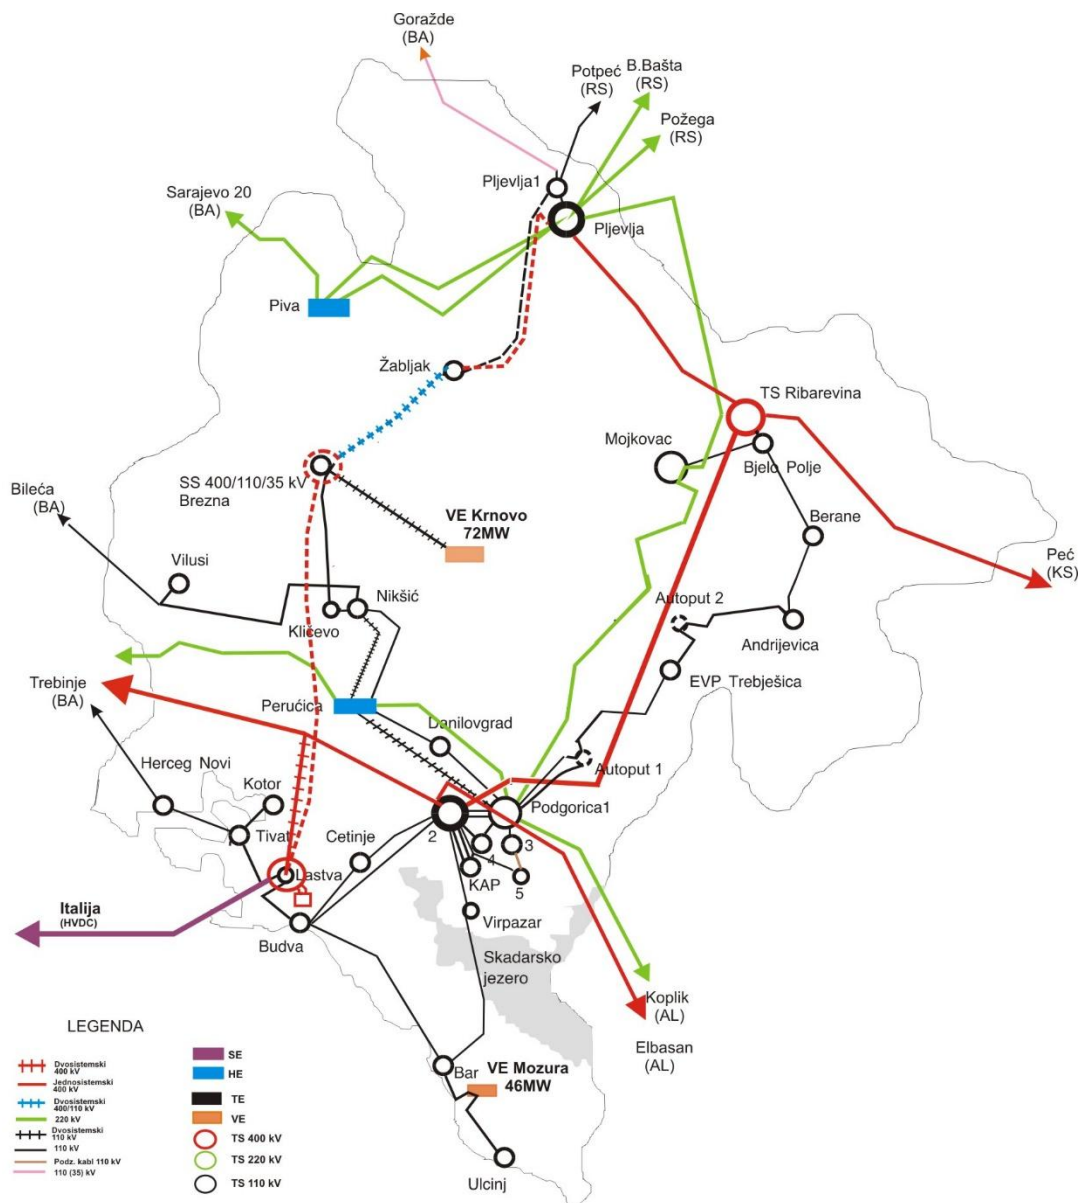 Goražde
(BA)
Potpeć
(RS)
B.Bašta
(RS)
Požega
(RS)
Pljevlja1
Sarajevo 20
(BA)
Pljevlja
Piva
Žabljak
TS Ribarevina
Mojkovac
Bjelo Polje
SS 400/110/35 kV
Brezna
Bileća
(BA)
VE Krnovo
72MW
Berane
Peć
(KS)
Vilusi
Nikšić
Kličevo
Autoput 2
Andrijevica
EVP Trebješica
Trebinje
(BA)
Perućica
Danilovgrad
Herceg Novi
Autoput 1
Kotor
Podgorica1
Tivat
Cetinje
2
4
3
Lastva
KAP
5
Italija
(HVDC)
Virpazar
Budva
Skadarsko
jezero
Koplik
(AL)
Elbasan
(AL)
Bar
VE Mozura
46MW
Ulcinj
LEGENDA
Dvosistemski
400 kV
Jednosistemski
400 kV
Dvosistemski
400/110 kV
220 kV
Dvosistemski
110 kV
110 kV
Podz. kabl 110 kV
110 (35) kV
SE
HE
TE
VE
TS 400 kV
TS 220 kV
TS 110 kV